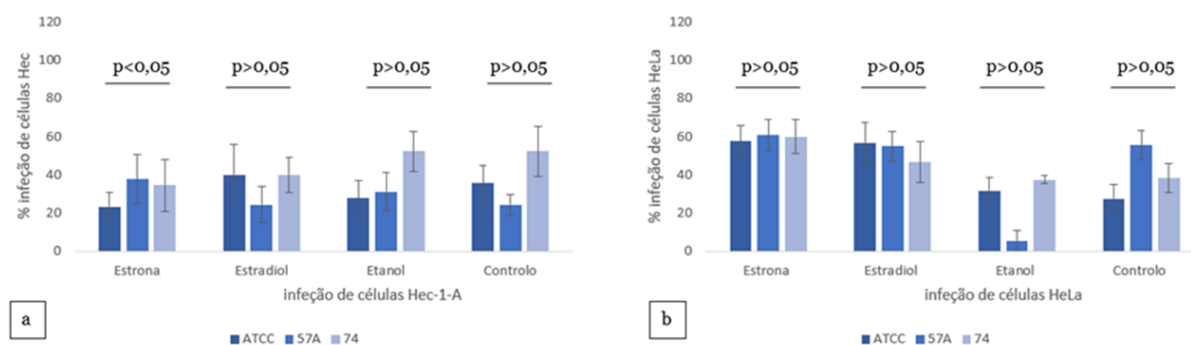 120
100
80
60
40
20
0
% infeção de células Hec
p<0,05 p>0,05 p>0,05 p>0,05
Estrona Estradiol Etanol Controlo
infeção de células Hec-1-A
a
ATCC 57A 74
120
100
80
60
40
20
0
% infeção de células HeLa
p>0,05 p>0,05 p>0,05 p>0,05
Estrona Estradiol Etanol Controlo
infeção de células HeLa
b
ATCC 57A 74